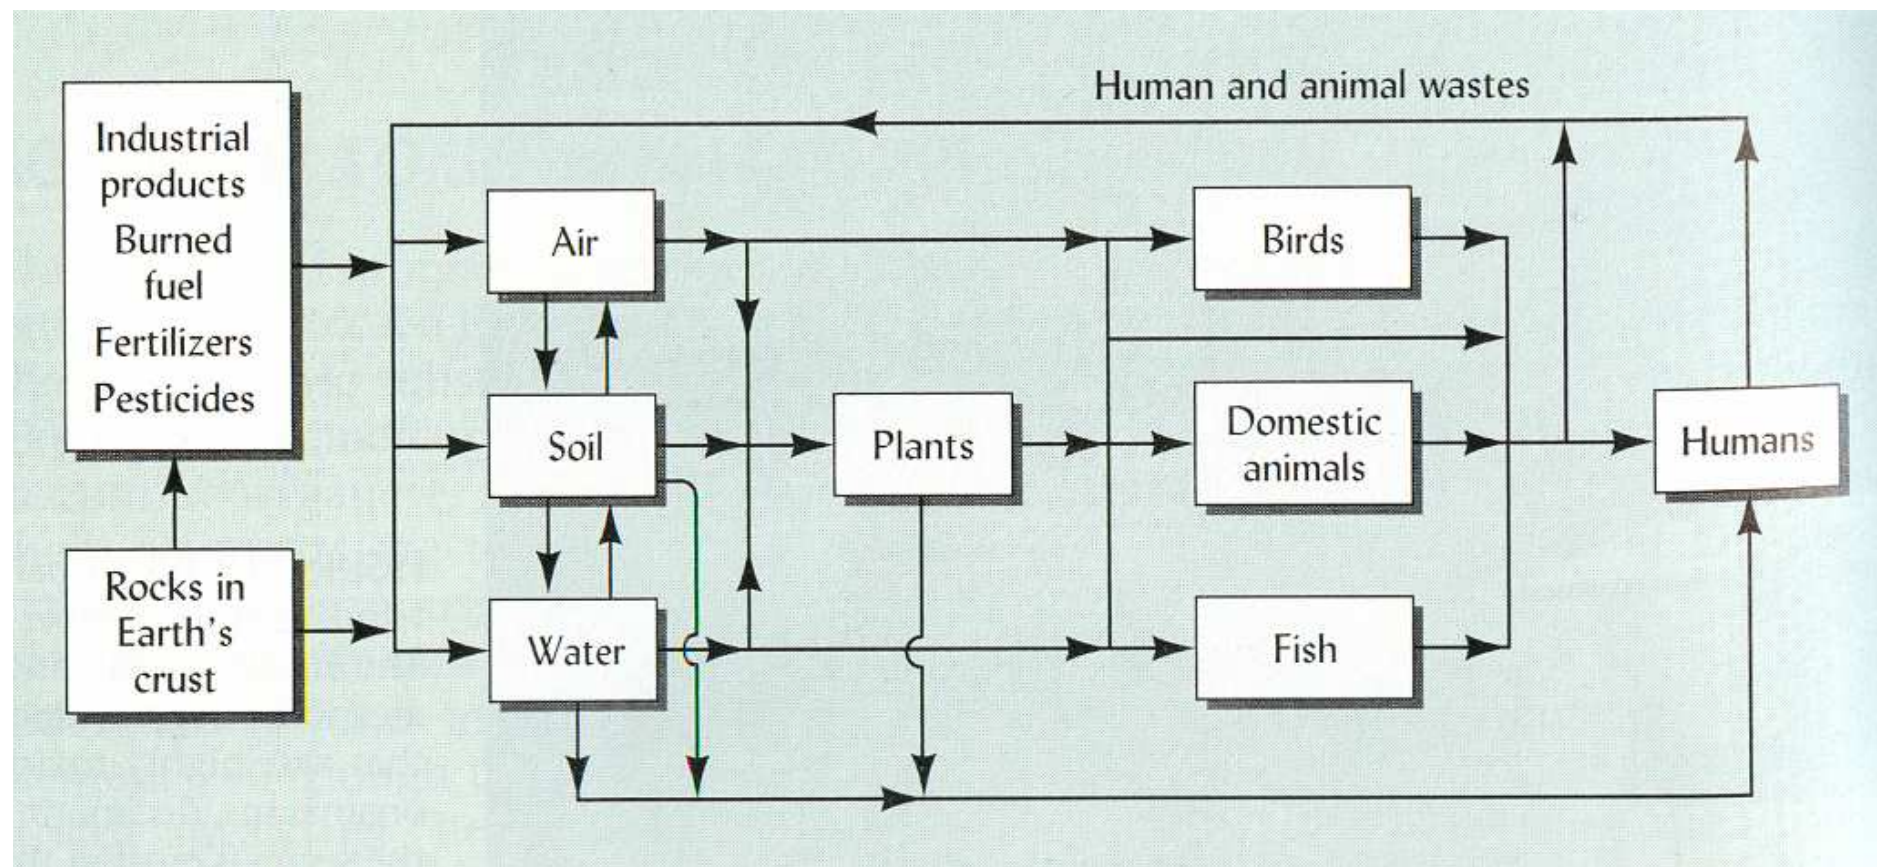 Human and animal wastes
Industrial
products
Burned
fuel
Fertilizers
Pesticides
Rocks in
Earth's
crust
Air
Soil
Water
Plants
Birds
Domestic
animals
Fish
Humans